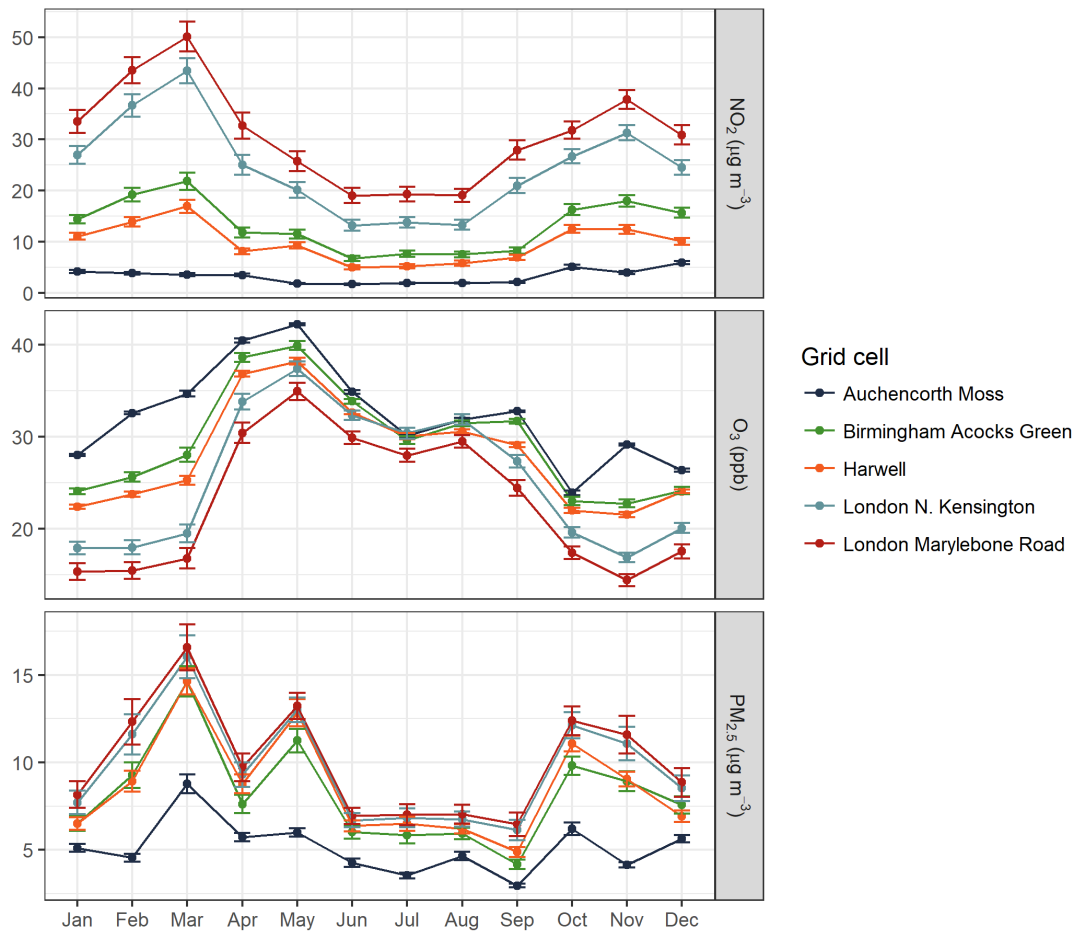 50
40
30
20
10
0
NO₂ (μg m⁻³)
40
30
20
O₃ (ppb)
15
10
5
PM₂.₅ (μg m⁻³)
Jan Feb Mar Apr May Jun Jul Aug Sep Oct Nov Dec
Grid cell
Auchencorth Moss
Birmingham Acocks Green
Harwell
London N. Kensington
London Marylebone Road